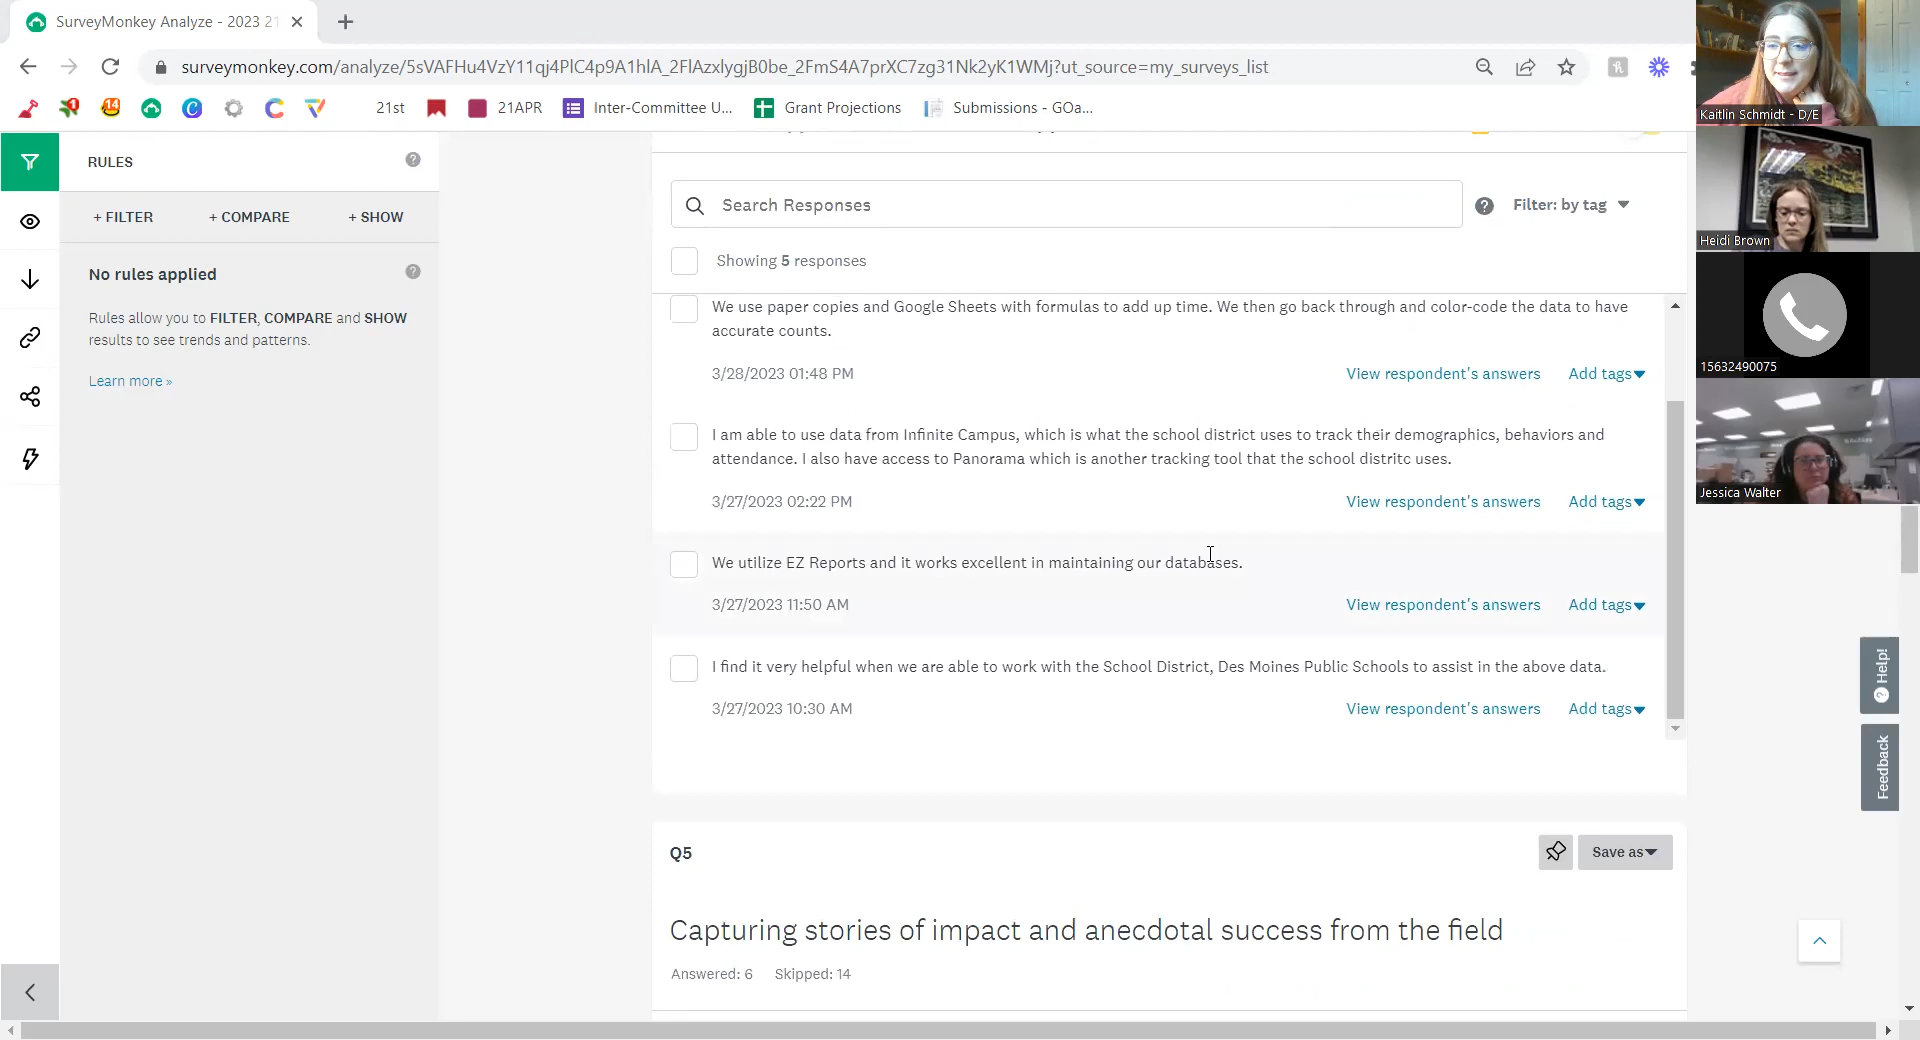 SurveyMonkey Analyze - 2023 21
surveymonkey.com/analyze/5sVAFHu4VzY11qj4PlC4p9A1hlA_2FlAzxlygjB0be_2FmS4A7prXC7zg31Nk2yK1WMj?ut_source=my_surveys_list
1
14
21st
21APR
Inter-Committee U...
Grant Projections
Submissions - GOa...
Kaitlin Schmidt - D/E
Heidi Brown
15632490075
Jessica Walter
RULES
+ FILTER
+ COMPARE
+ SHOW
No rules applied
Rules allow you to FILTER, COMPARE and SHOW
results to see trends and patterns.
Learn more »
Search Responses
Filter: by tag
Showing 5 responses
We use paper copies and Google Sheets with formulas to add up time. We then go back through and color-code the data to have
accurate counts.
3/28/2023 01:48 PM
View respondent's answers
Add tags
I am able to use data from Infinite Campus, which is what the school district uses to track their demographics, behaviors and
attendance. I also have access to Panorama which is another tracking tool that the school distritc uses.
3/27/2023 02:22 PM
View respondent's answers
Add tags
We utilize EZ Reports and it works excellent in maintaining our databases.
3/27/2023 11:50 AM
View respondent's answers
Add tags
I find it very helpful when we are able to work with the School District, Des Moines Public Schools to assist in the above data.
3/27/2023 10:30 AM
View respondent's answers
Add tags
Q5
Save as
Capturing stories of impact and anecdotal success from the field
Answered: 6
Skipped: 14
Help!
Feedback